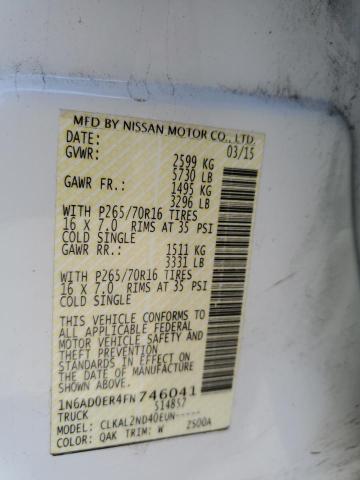 MFD BY NISSAN MOTOR CO., LTD.
DATE: 03/15
GVWR: 2599 KG
5730 LB
GAWR FR.: 1495 KG
3296 LB
WITH P265/70R16 TIRES
16 X 7.0 RIMS AT 35 PSI
COLD SINGLE
GAWR RR.: 1511 KG
3331 LB
WITH P265/70R16 TIRES
16 X 7.0 RIMS AT 35 PSI
COLD SINGLE
THIS VEHICLE CONFORMS TO
ALL APPLICABLE FEDERAL
MOTOR VEHICLE SAFETY AND
THEFT PREVENTION
STANDARDS IN EFFECT ON
THE DATE OF MANUFACTURE
SHOWN ABOVE.
1N6AD0ER4FN746041
TRUCK 514857
MODEL: CLKAL2ND40EUN-----
COLOR: QAK TRIM: W 2500A